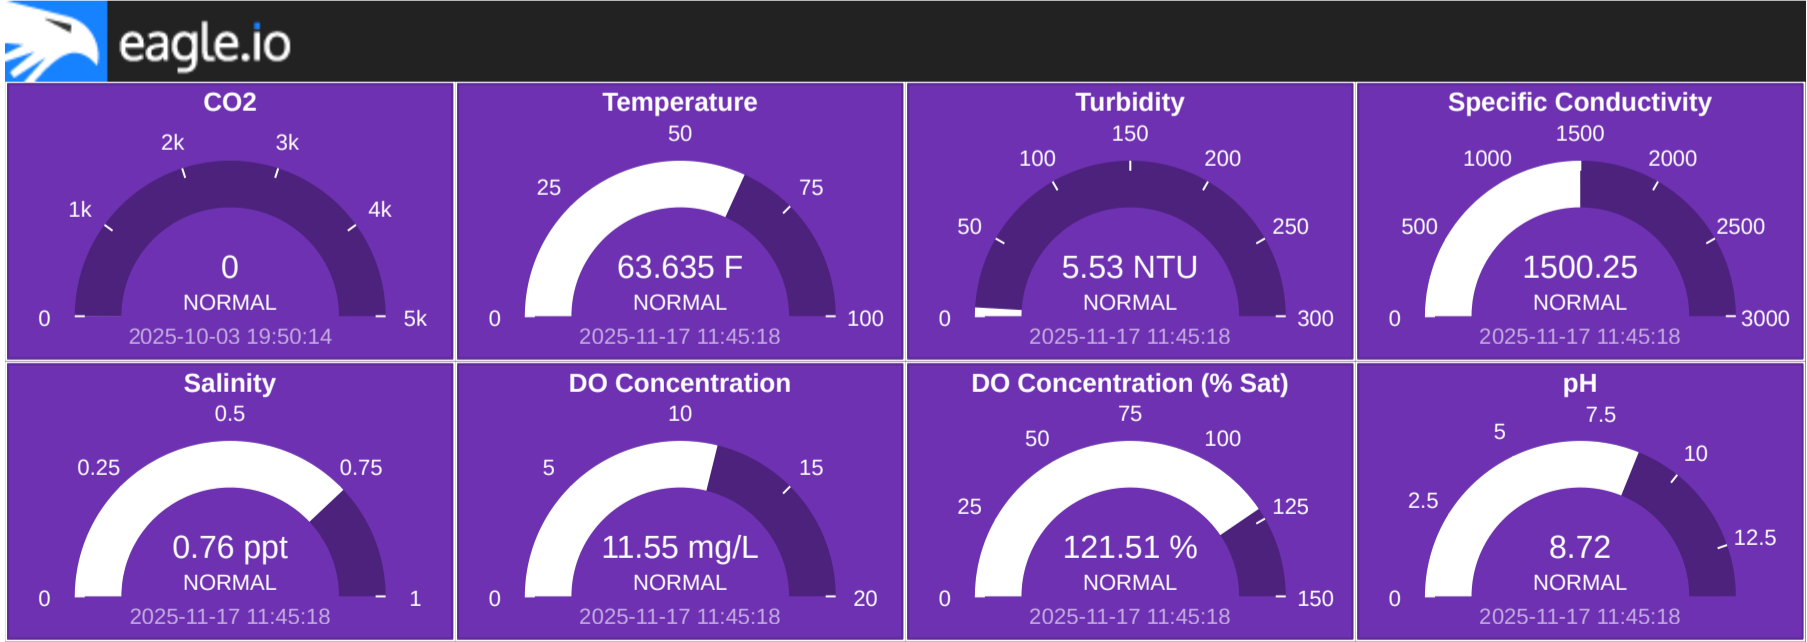 eagle.io
CO2
0
1k
2k
3k
4k
5k
0
NORMAL
2025-10-03 19:50:14
Temperature
0
25
50
75
100
63.635 F
NORMAL
2025-11-17 11:45:18
Turbidity
0
50
100
150
200
250
300
5.53 NTU
NORMAL
2025-11-17 11:45:18
Specific Conductivity
0
500
1000
1500
2000
2500
3000
1500.25
NORMAL
2025-11-17 11:45:18
Salinity
0
0.25
0.5
0.75
1
0.76 ppt
NORMAL
2025-11-17 11:45:18
DO Concentration
0
5
10
15
20
11.55 mg/L
NORMAL
2025-11-17 11:45:18
DO Concentration (% Sat)
0
25
50
75
100
125
150
121.51 %
NORMAL
2025-11-17 11:45:18
pH
0
2.5
5
7.5
10
12.5
8.72
NORMAL
2025-11-17 11:45:18